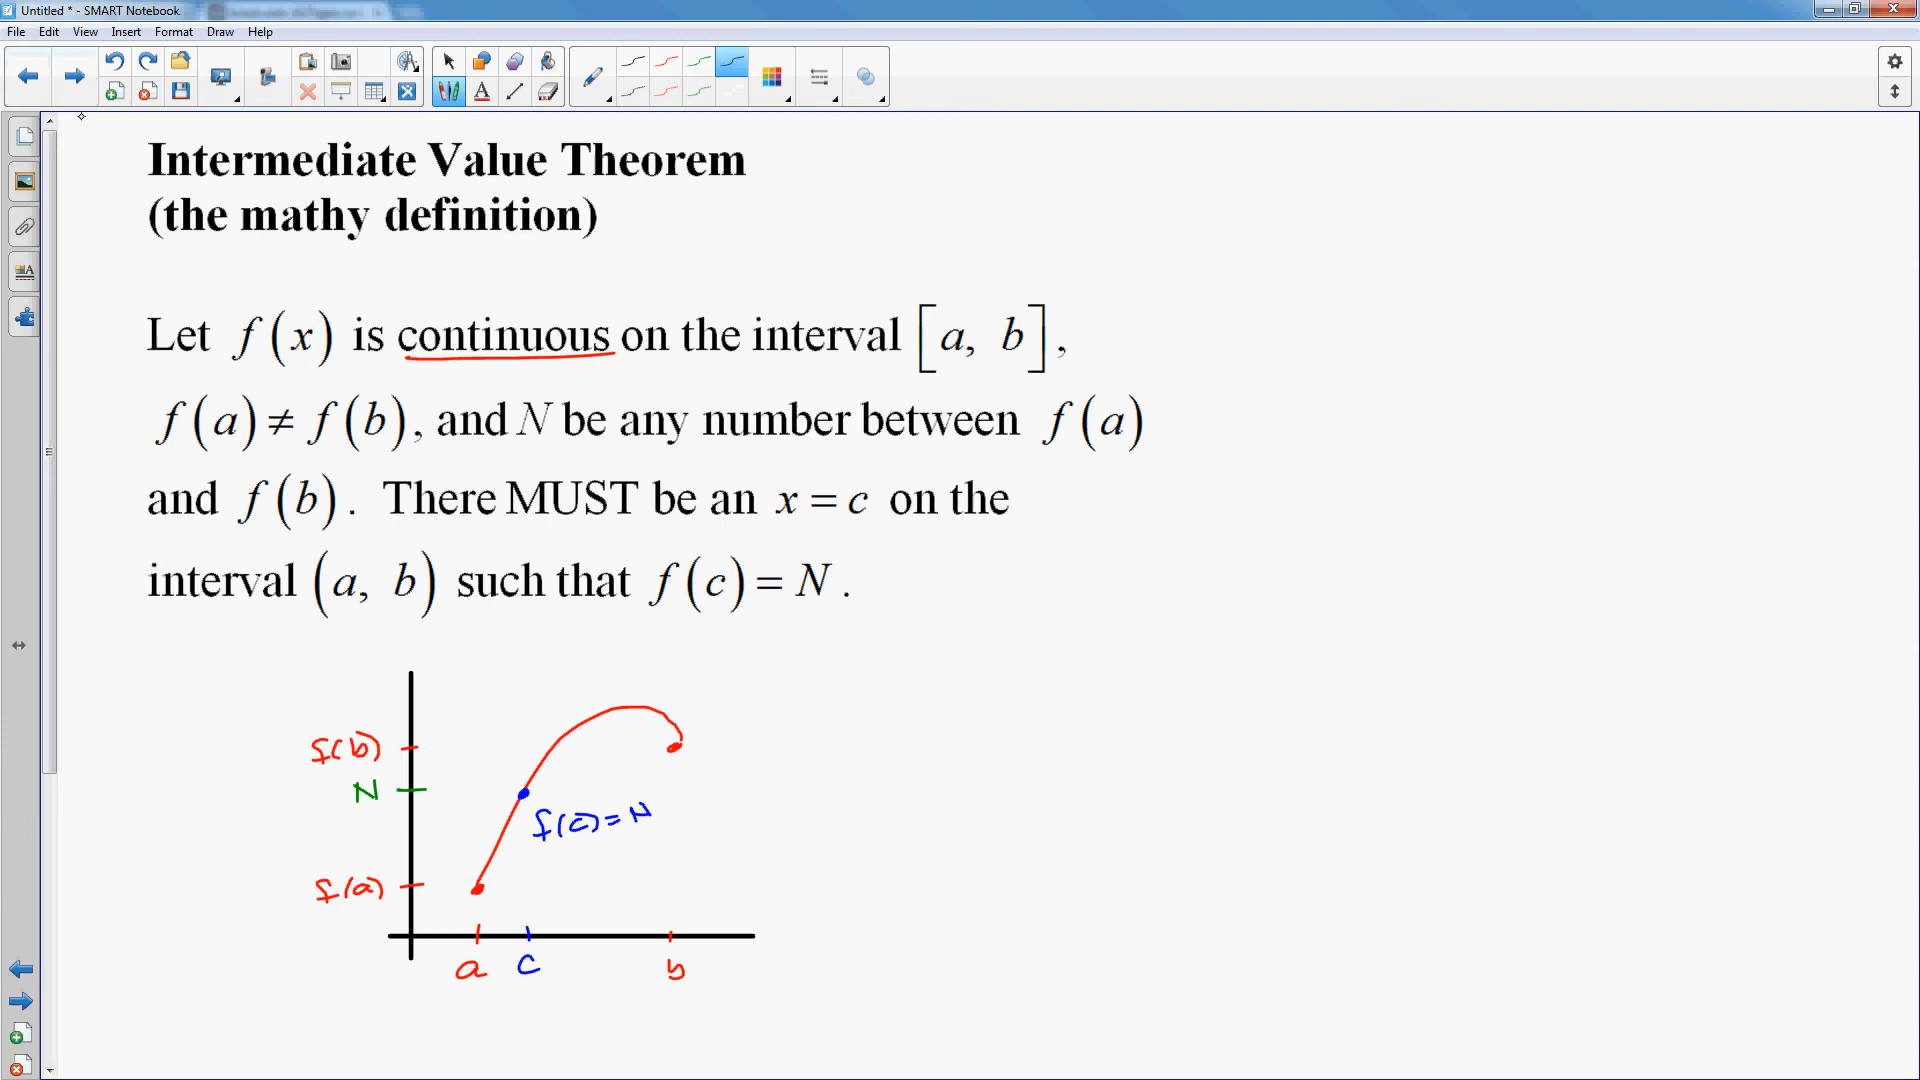 Untitled * - SMART Notebook
File Edit View Insert Format Draw Help
Intermediate Value Theorem
(the mathy definition)
Let f(x) is continuous on the interval [a, b],
f(a) ≠ f(b), and N be any number between f(a)
and f(b). There MUST be an x = c on the
interval (a, b) such that f(c) = N.
f(b)
N
f(c) = N
f(a)
a c b